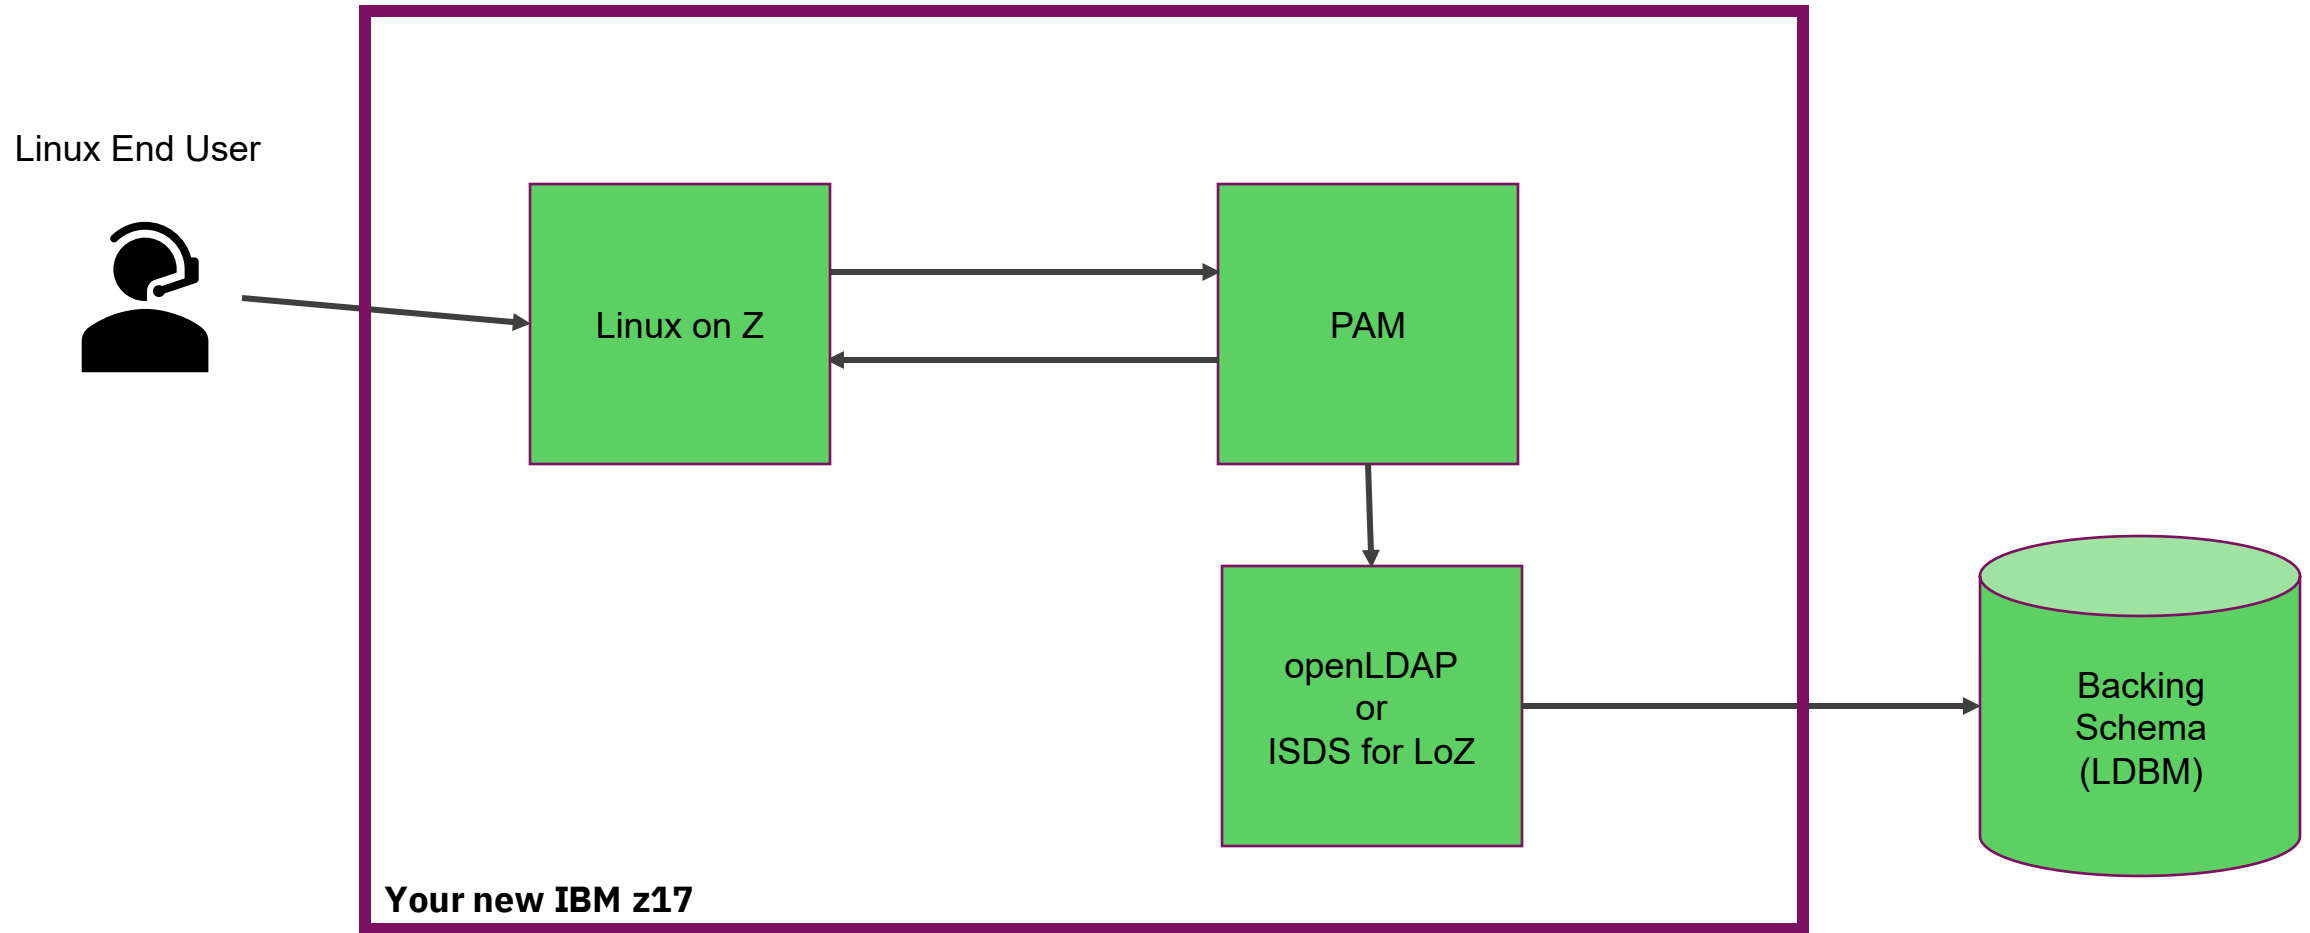 Linux End User
Linux on Z
PAM
openLDAP
or
ISDS for LoZ
Backing
Schema
(LDBM)
Your new IBM z17